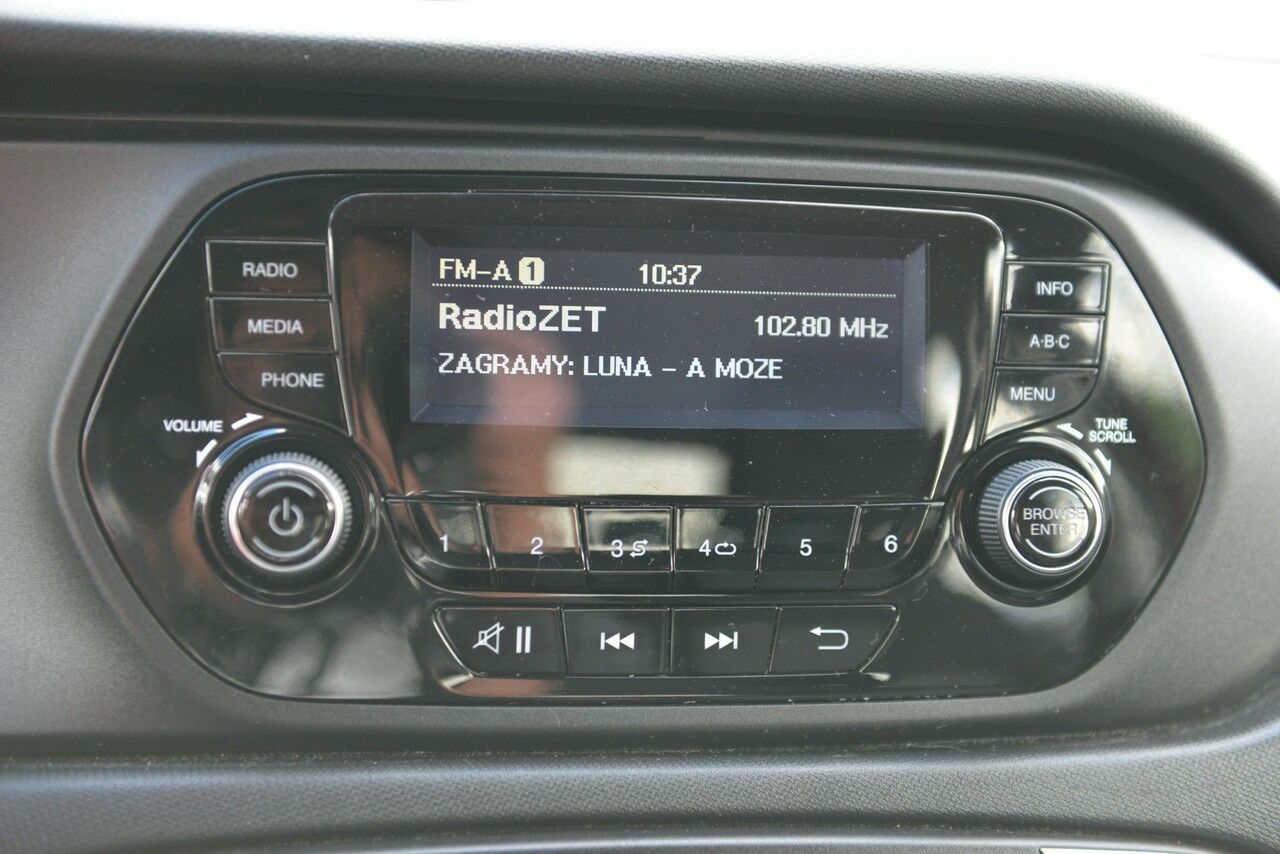 RADIO
MEDIA
PHONE
FM-A 1 10:37
RadioZET 102.80 MHz
ZAGRAMY: LUNA - A MOZE
INFO
A·B·C
MENU
VOLUME
TUNE
SCROLL
BROWSE
ENTER
1 2 3 4 5 6